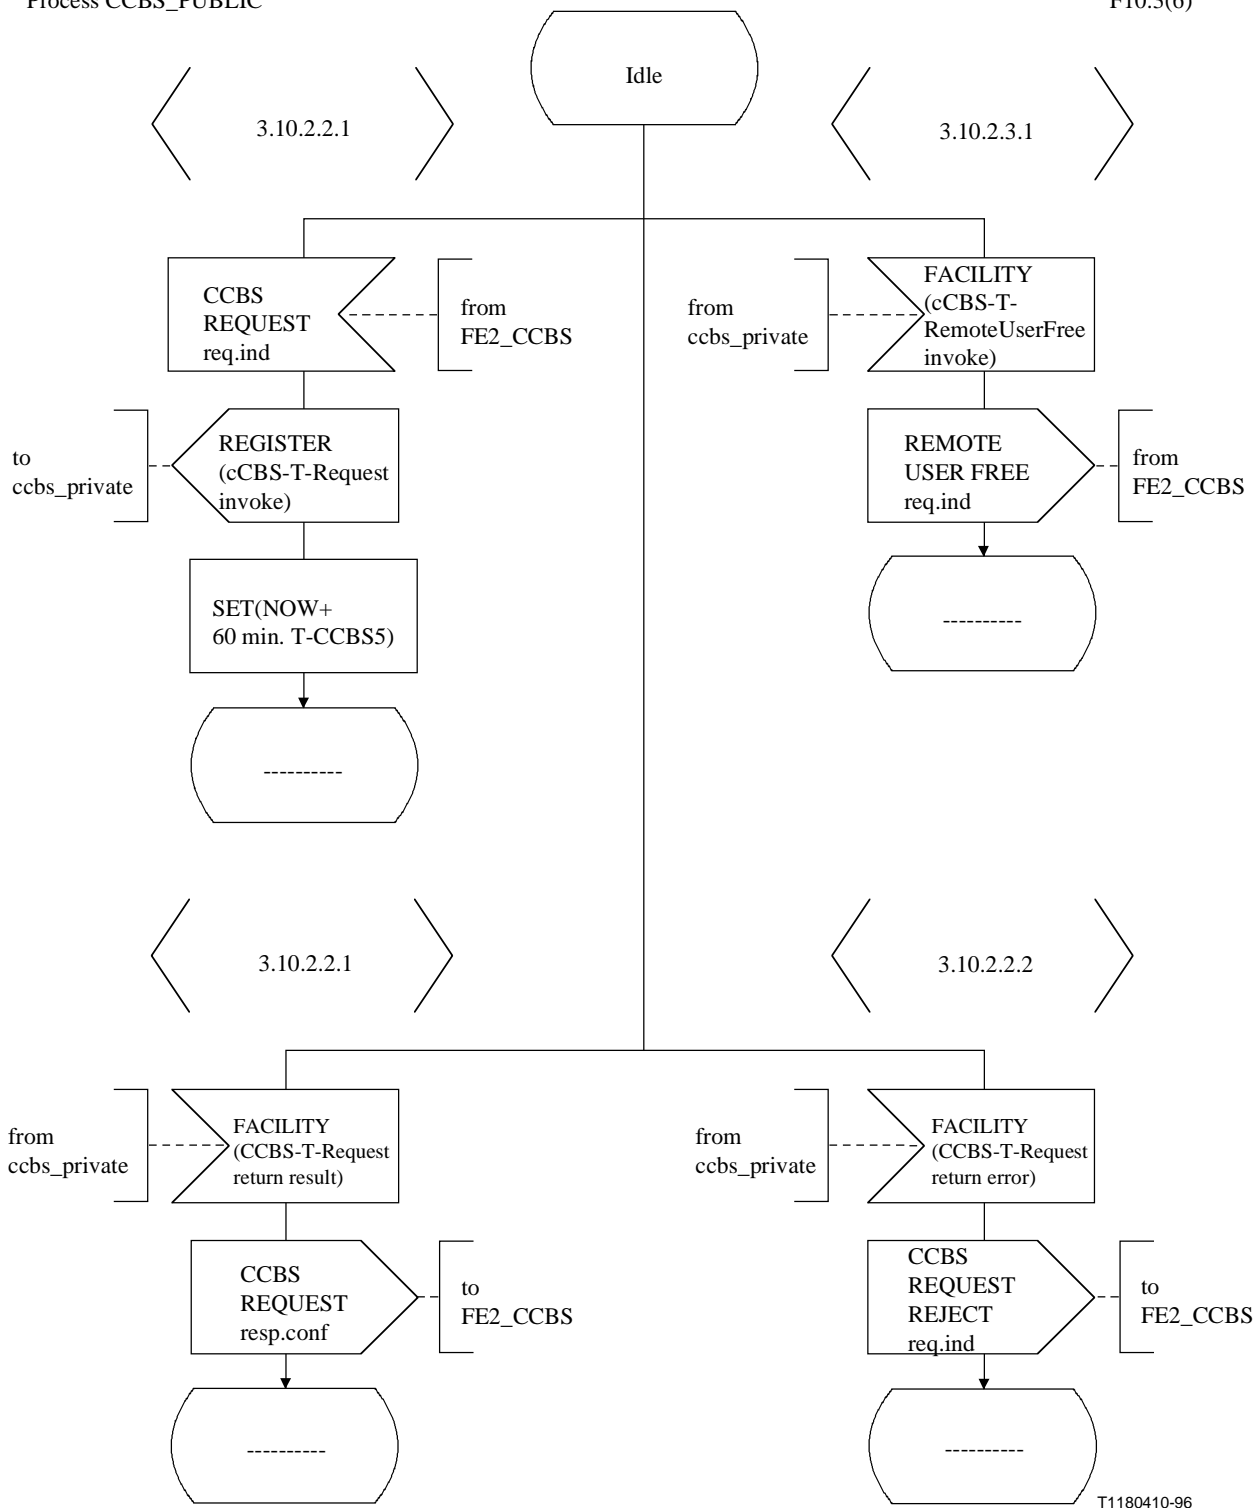 Process CCBS_PUBLIC
F10.3(6)
Idle
3.10.2.2.1
3.10.2.3.1
CCBS
REQUEST
req.ind
from
FE2_CCBS
from
ccbs_private
FACILITY
(cCBS-T-
RemoteUserFree
invoke)
to
ccbs_private
REGISTER
(cCBS-T-Request
invoke)
REMOTE
USER FREE
req.ind
from
FE2_CCBS
SET(NOW+
60 min. T-CCBS5)
----------
----------
3.10.2.2.1
3.10.2.2.2
from
ccbs_private
FACILITY
(CCBS-T-Request
return result)
from
ccbs_private
FACILITY
(CCBS-T-Request
return error)
CCBS
REQUEST
resp.conf
to
FE2_CCBS
CCBS
REQUEST
REJECT
req.ind
to
FE2_CCBS
----------
----------
T1180410-96